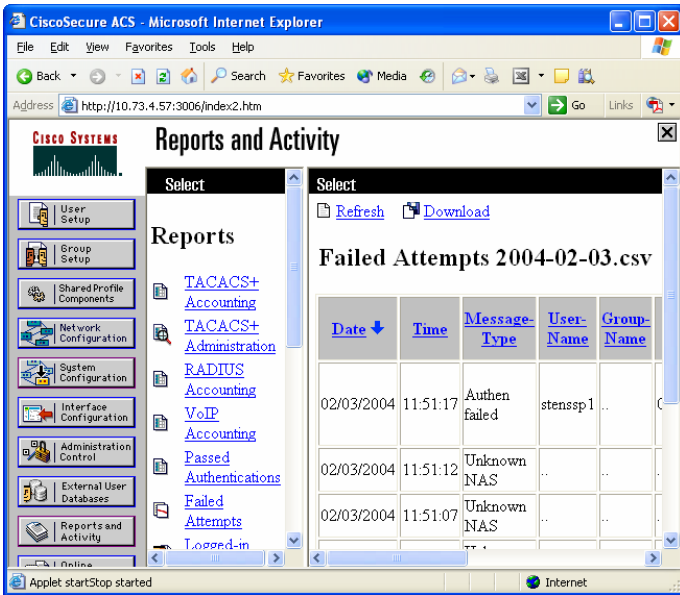 CiscoSecure ACS - Microsoft Internet Explorer
File Edit View Favorites Tools Help
Back Search Favorites Media
Address http://10.73.4.57:3006/index2.htm Go Links
CISCO SYSTEMS
Reports and Activity
User
Setup
Group
Setup
Shared Profile
Components
Network
Configuration
System
Configuration
Interface
Configuration
Administration
Control
External User
Databases
Reports and
Activity
Online
Select
Reports
TACACS+
Accounting
TACACS+
Administration
RADIUS
Accounting
VoIP
Accounting
Passed
Authentications
Failed
Attempts
Logged-in
Select
Refresh Download
Failed Attempts 2004-02-03.csv
Date Time Message-Type User-Name Group-Name
02/03/2004 11:51:17 Authen failed stenssp1 ..
02/03/2004 11:51:12 Unknown NAS .. ..
02/03/2004 11:51:07 Unknown NAS .. ..
Applet startStop started Internet